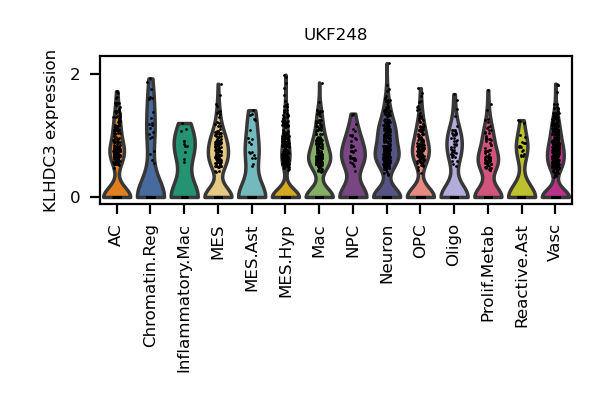 UKF248
KLHDC3 expression
2
0
AC
Chromatin.Reg
Inflammatory.Mac
MES
MES.Ast
MES.Hyp
Mac
NPC
Neuron
OPC
Oligo
Prolif.Metab
Reactive.Ast
Vasc